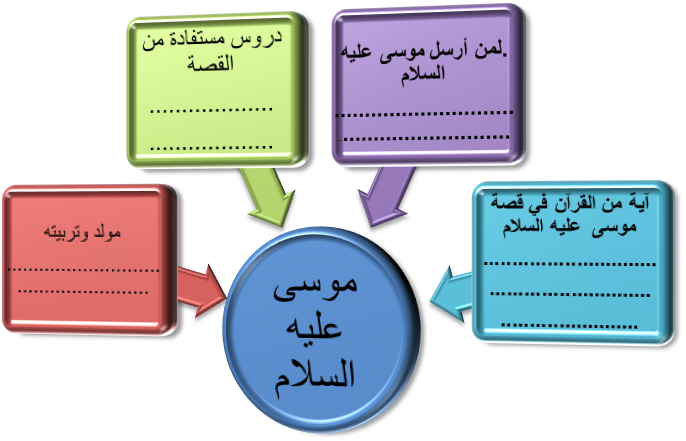 لمن أرسل موسى عليه.
السلام
................................
..............................
دروس مستفادة من
القصة
.....................
.....................
آية من القرآن في قصة
موسى عليه السلام
..............................
............................
........................
مولد وتربيته
..............................
.........................
موسى
عليه
السلام